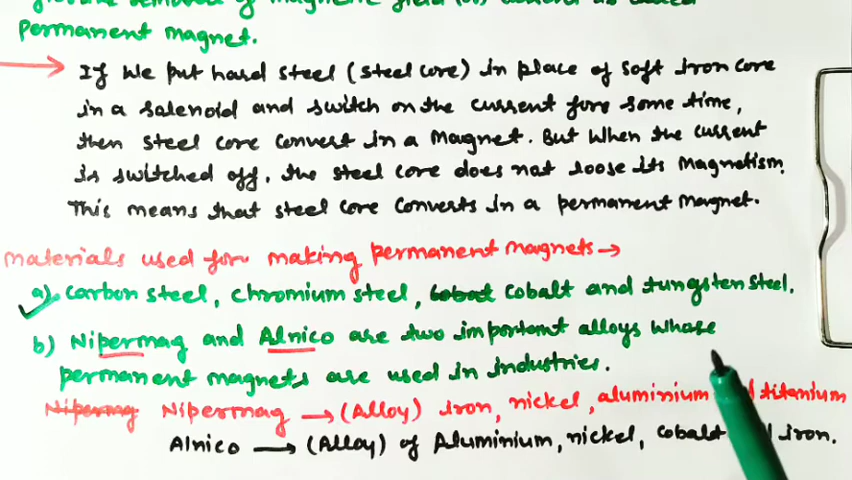 permanent magnet.
If we put hard steel (steel core) in place of soft iron core
in a solenoid and switch on the current fore some time,
then steel core convert in a Magnet. But when the current
is switched off, the steel core does not loose its Magnetism.
This means that steel core converts in a permanent Magnet.
Materials used for making permanent magnets→
a) Carbon steel, chromium steel, cobalt and tungsten steel.
b) Nipermag and Alnico are two important alloys whose
permanent magnets are used in industries.
Nipermag → (Alloy) iron, nickel, aluminium titanium
Alnico → (Alloy) of Aluminium, nickel, cobalt iron.